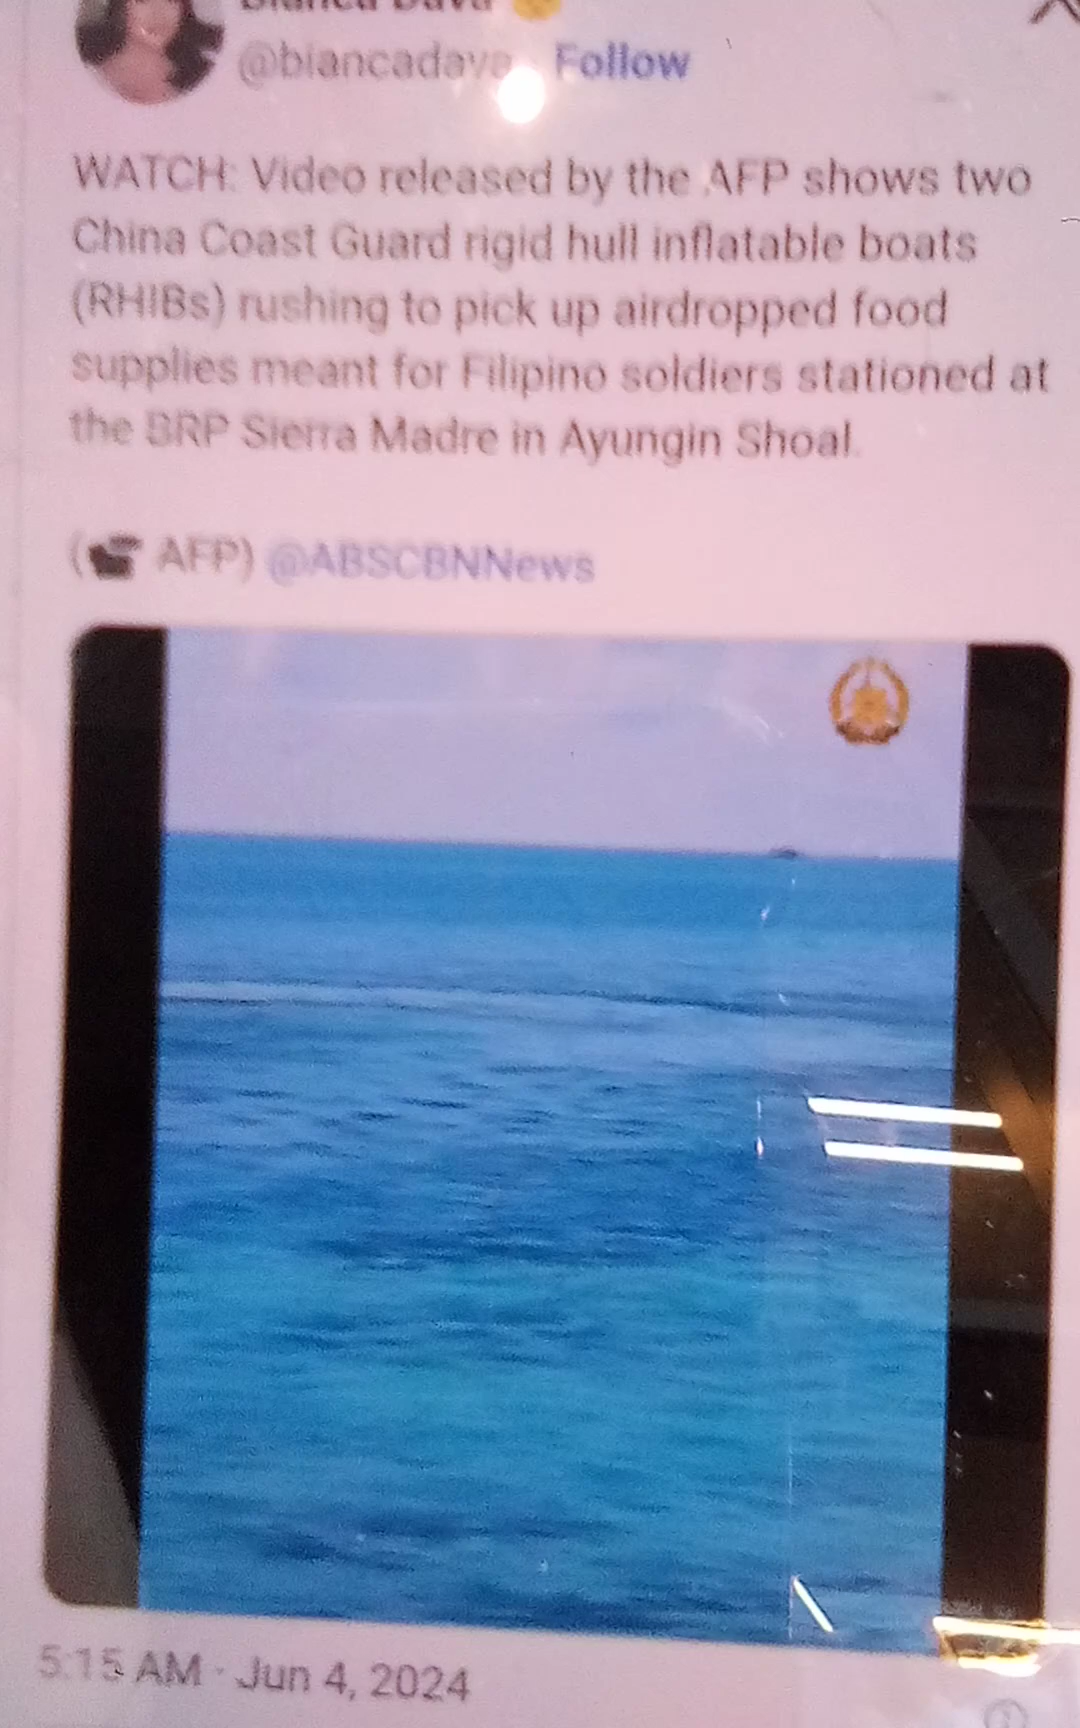 Bianca Dava
@biancadava Follow
WATCH: Video released by the AFP shows two
China Coast Guard rigid hull inflatable boats
(RHIBs) rushing to pick up airdropped food
supplies meant for Filipino soldiers stationed at
the BRP Sierra Madre in Ayungin Shoal.
(📹 AFP) @ABSCBNNews
5:15 AM · Jun 4, 2024